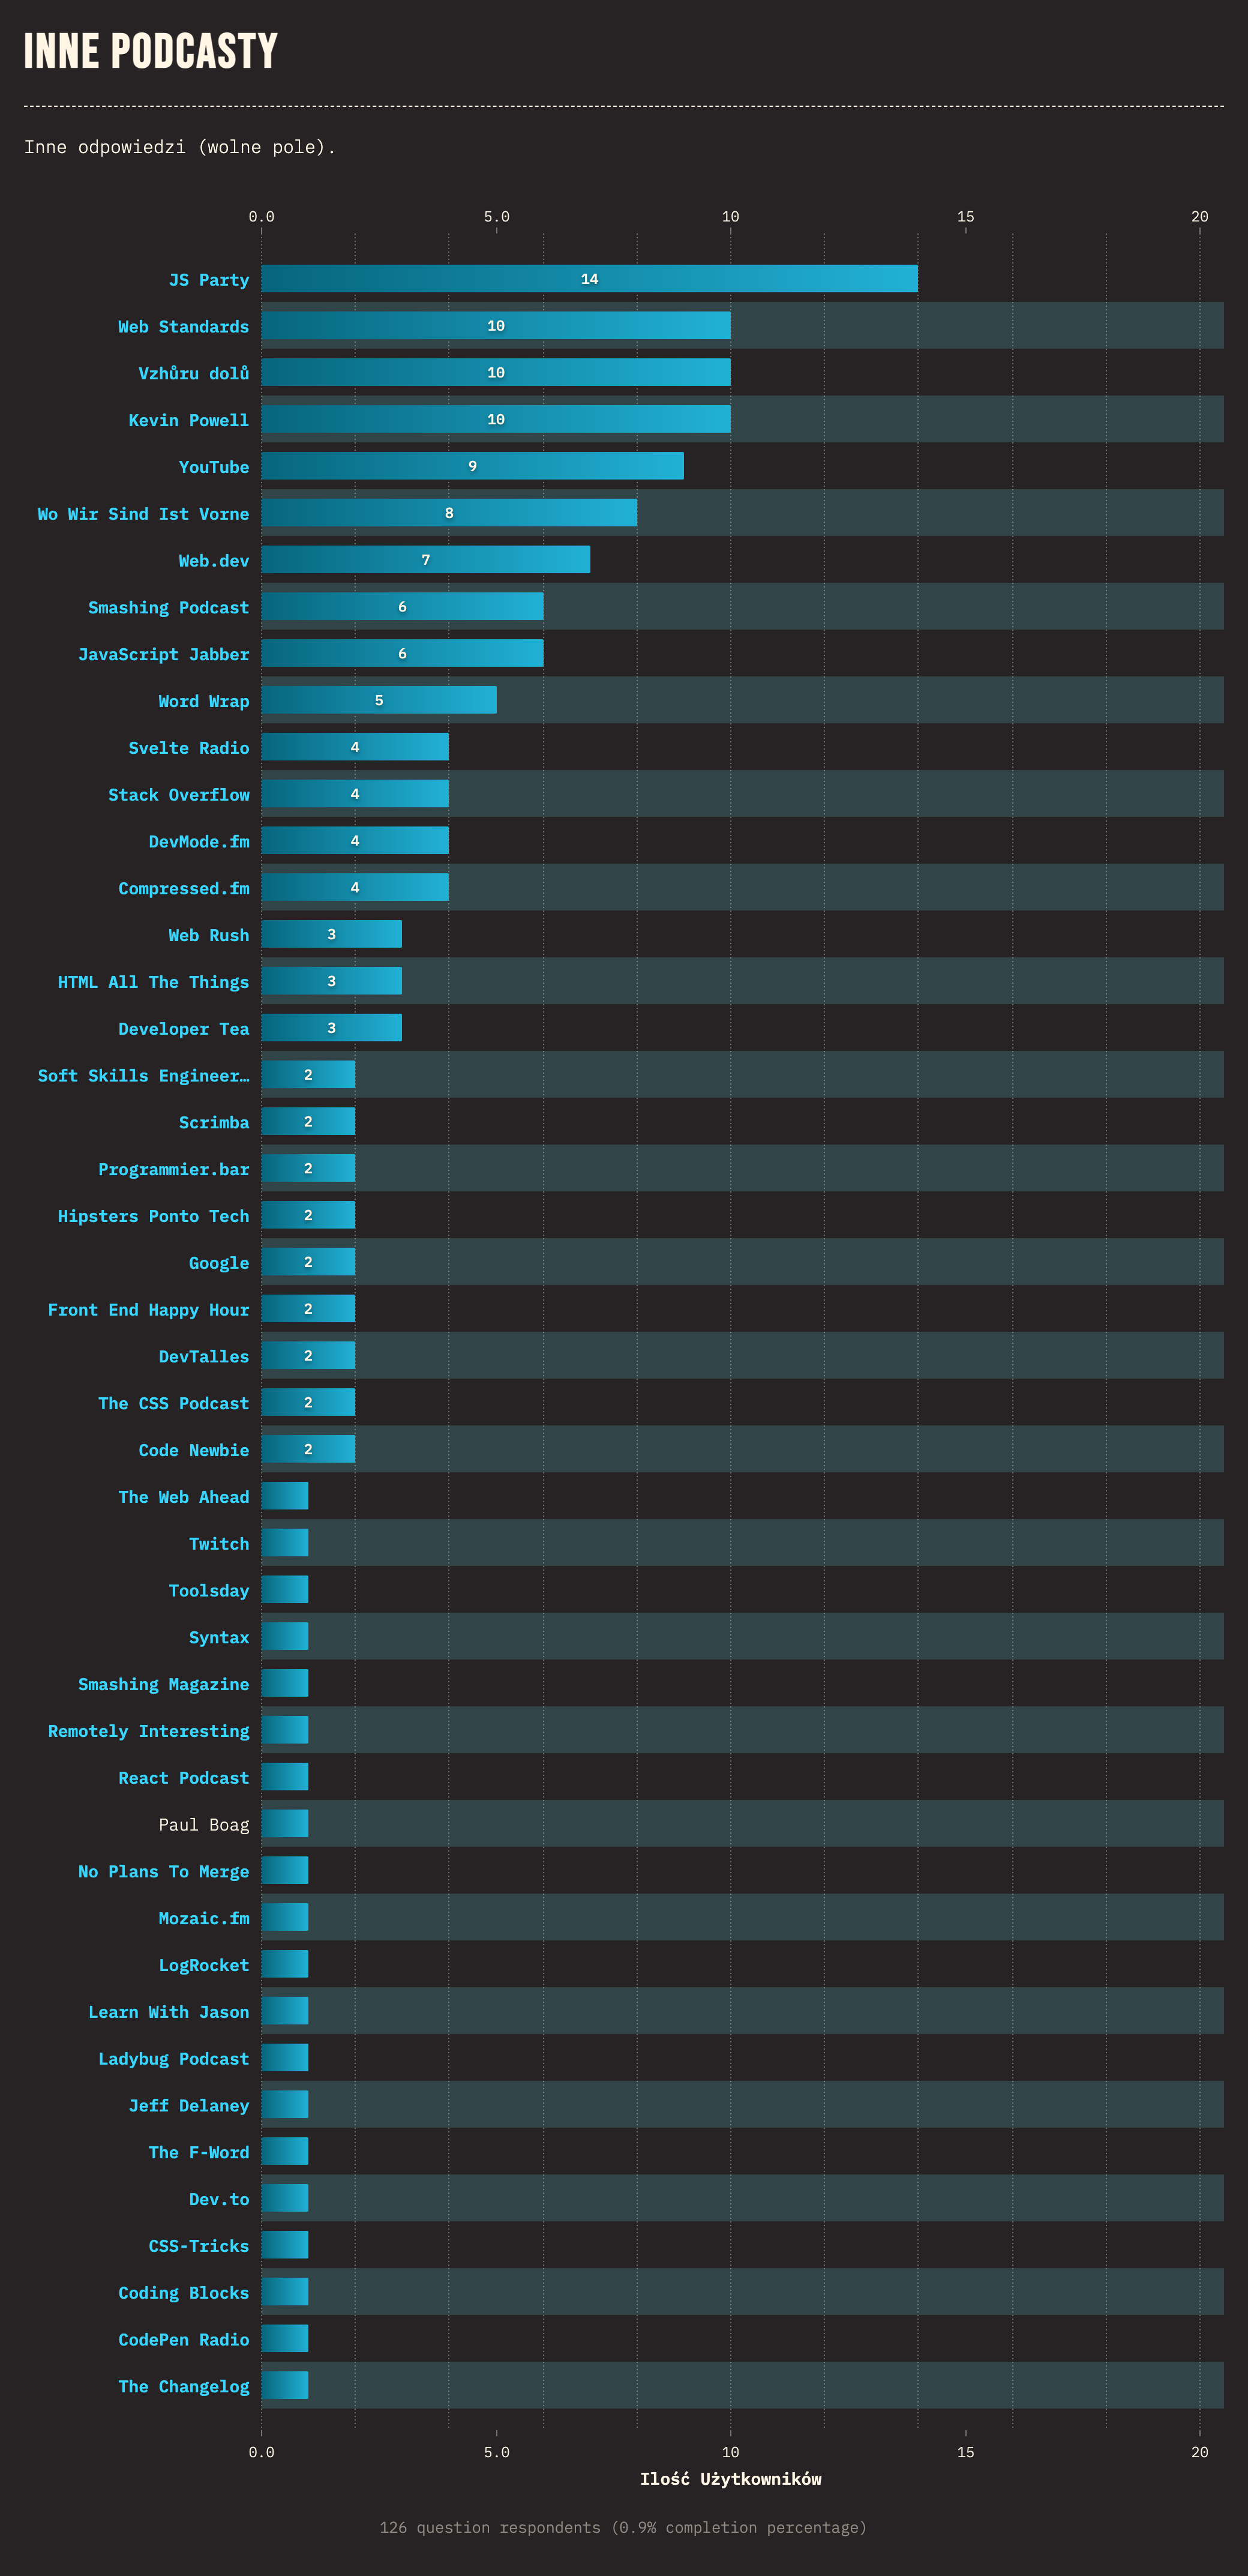 INNE PODCASTY
Inne odpowiedzi (wolne pole).
0.0 5.0 10 15 20
JS Party 14
Web Standards 10
Vzhůru dolů 10
Kevin Powell 10
YouTube 9
Wo Wir Sind Ist Vorne 8
Web.dev 7
Smashing Podcast 6
JavaScript Jabber 6
Word Wrap 5
Svelte Radio 4
Stack Overflow 4
DevMode.fm 4
Compressed.fm 4
Web Rush 3
HTML All The Things 3
Developer Tea 3
Soft Skills Engineer… 2
Scrimba 2
Programmier.bar 2
Hipsters Ponto Tech 2
Google 2
Front End Happy Hour 2
DevTalles 2
The CSS Podcast 2
Code Newbie 2
The Web Ahead
Twitch
Toolsday
Syntax
Smashing Magazine
Remotely Interesting
React Podcast
Paul Boag
No Plans To Merge
Mozaic.fm
LogRocket
Learn With Jason
Ladybug Podcast
Jeff Delaney
The F-Word
Dev.to
CSS-Tricks
Coding Blocks
CodePen Radio
The Changelog
0.0 5.0 10 15 20
Ilość Użytkowników
126 question respondents (0.9% completion percentage)